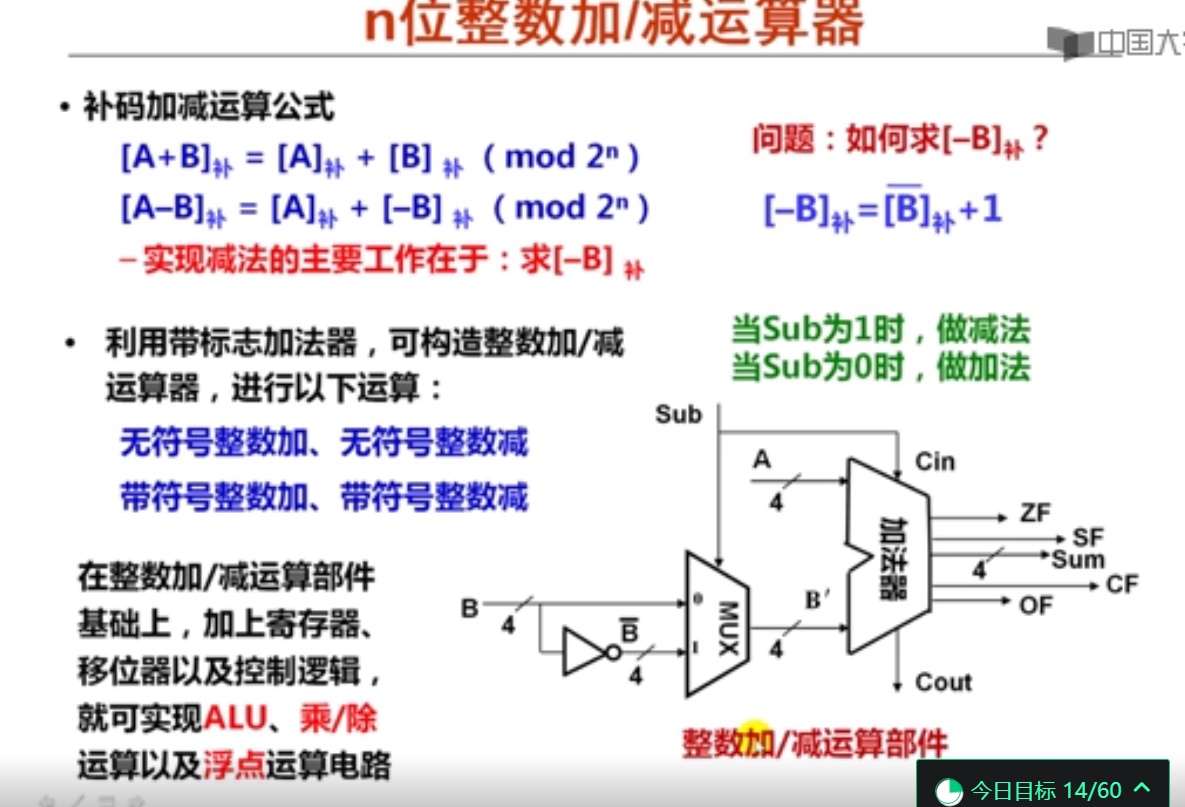 n位整数加/减运算器
中国大
• 补码加减运算公式
[A+B]补 = [A]补 + [B] 补 ( mod 2ⁿ )
[A–B]补 = [A]补 + [–B] 补 ( mod 2ⁿ )
– 实现减法的主要工作在于：求[–B] 补
问题：如何求[–B]补？
[–B]补=[B̅]补+1
• 利用带标志加法器，可构造整数加/减
运算器，进行以下运算：
无符号整数加、无符号整数减
带符号整数加、带符号整数减
当Sub为1时，做减法
当Sub为0时，做加法
在整数加/减运算部件
基础上，加上寄存器、
移位器以及控制逻辑，
就可实现ALU、乘/除
运算以及浮点运算电路
Sub
A
4
Cin
加法器
ZF
SF
Sum
4
CF
OF
B
4
B̅
4
0
1
MUX
B′
4
Cout
整数加/减运算部件
今日目标 14/60